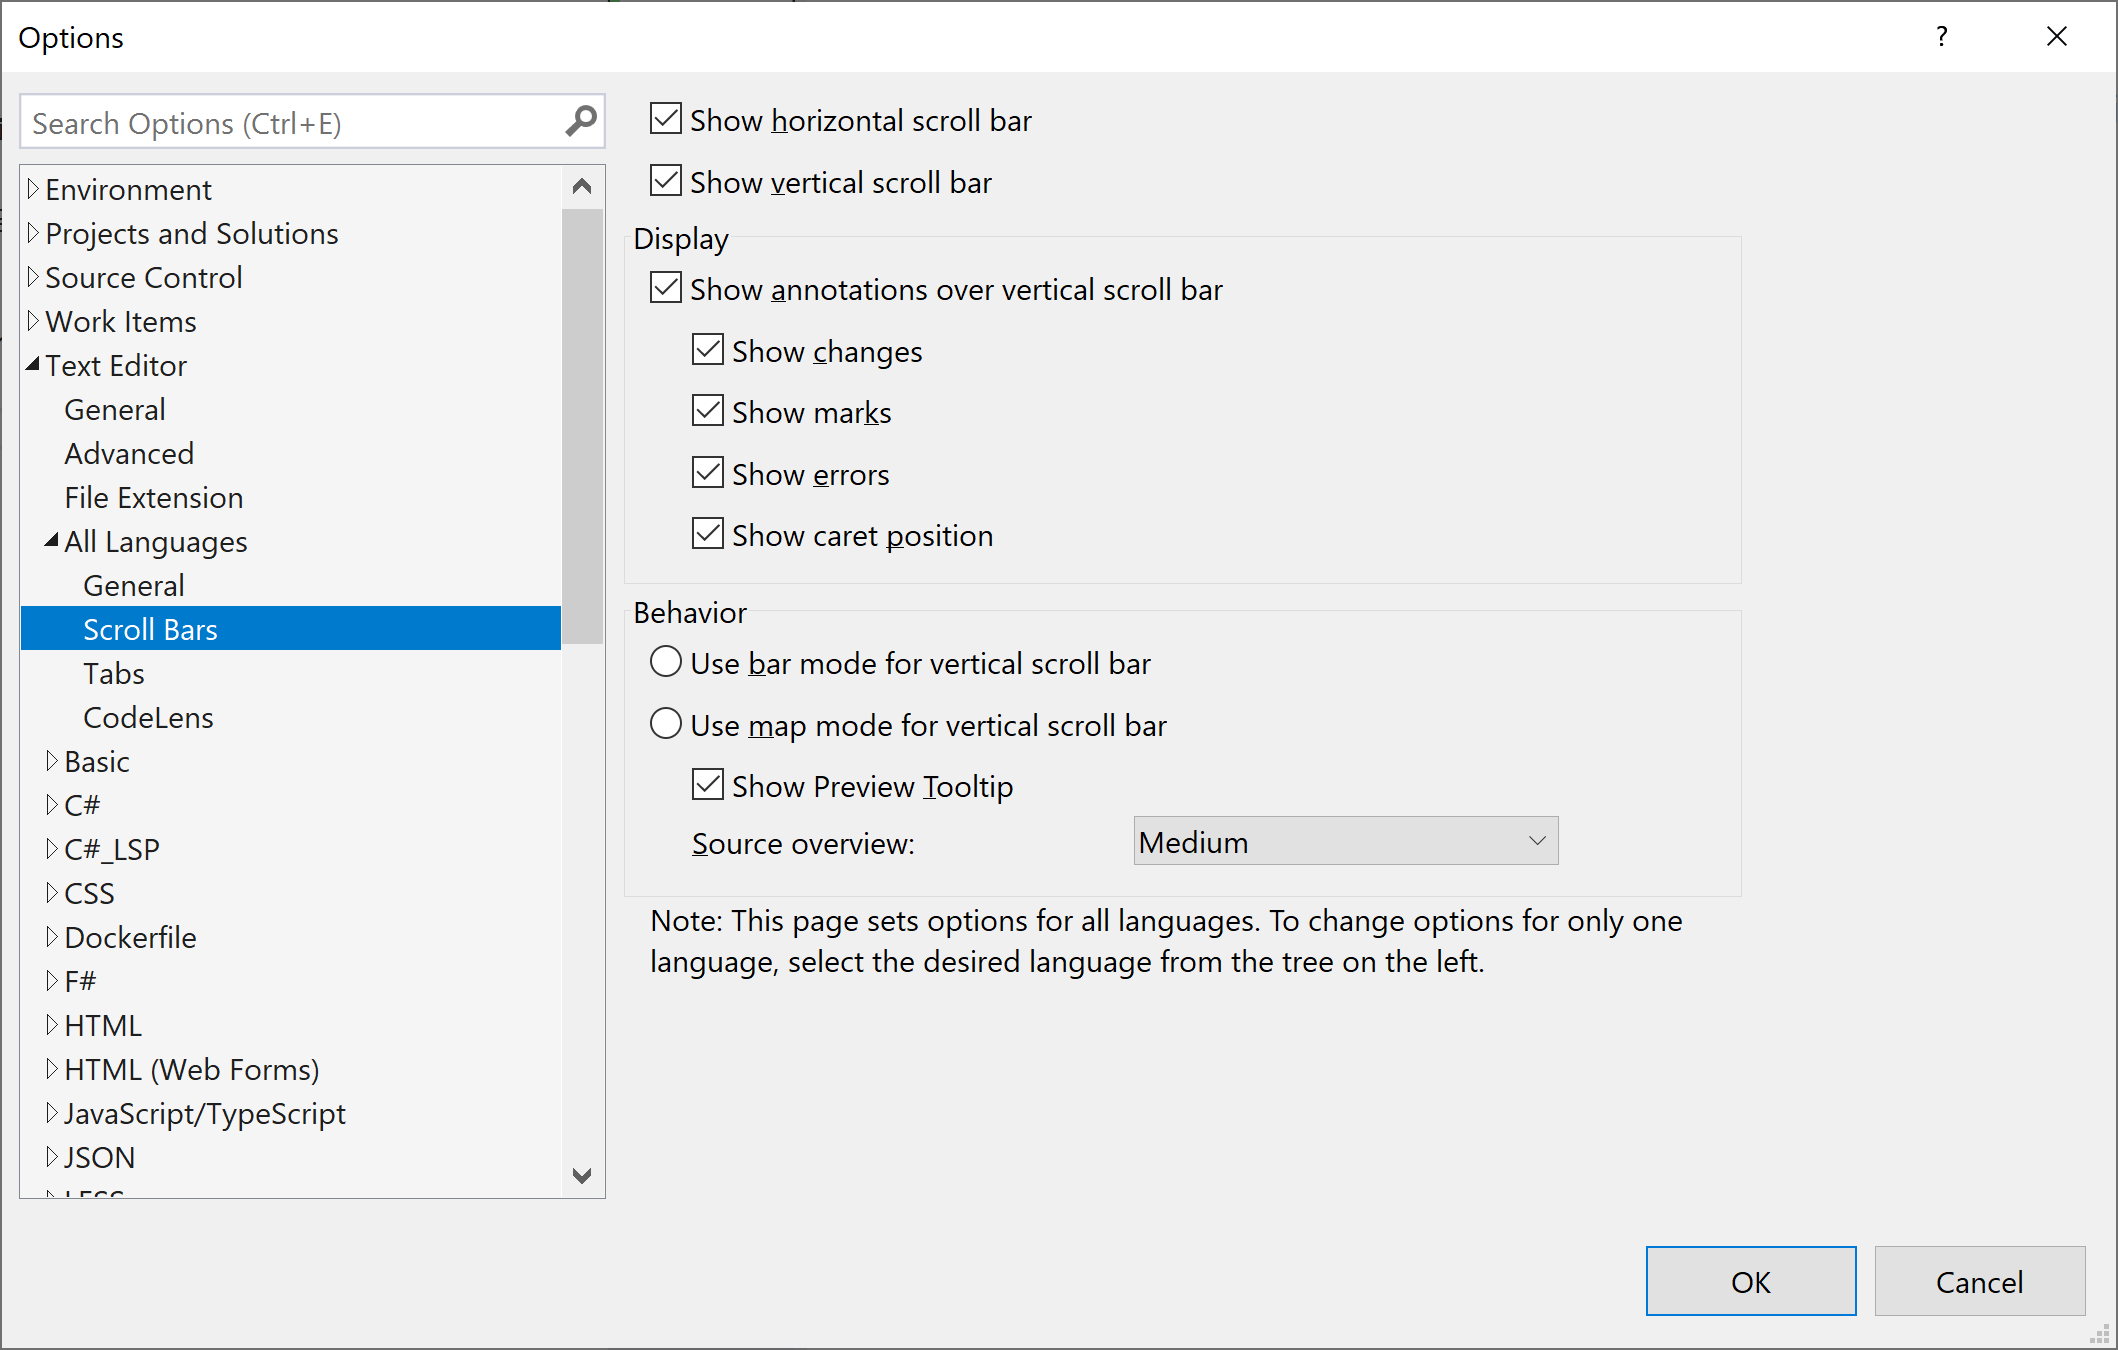 Options
?
Search Options (Ctrl+E)
Environment
Projects and Solutions
Source Control
Work Items
Text Editor
General
Advanced
File Extension
All Languages
General
Scroll Bars
Tabs
CodeLens
Basic
C#
C#_LSP
CSS
Dockerfile
F#
HTML
HTML (Web Forms)
JavaScript/TypeScript
JSON
LESS
Show horizontal scroll bar
Show vertical scroll bar
Display
Show annotations over vertical scroll bar
Show changes
Show marks
Show errors
Show caret position
Behavior
Use bar mode for vertical scroll bar
Use map mode for vertical scroll bar
Show Preview Tooltip
Source overview: Medium
Note: This page sets options for all languages. To change options for only one
language, select the desired language from the tree on the left.
OK
Cancel